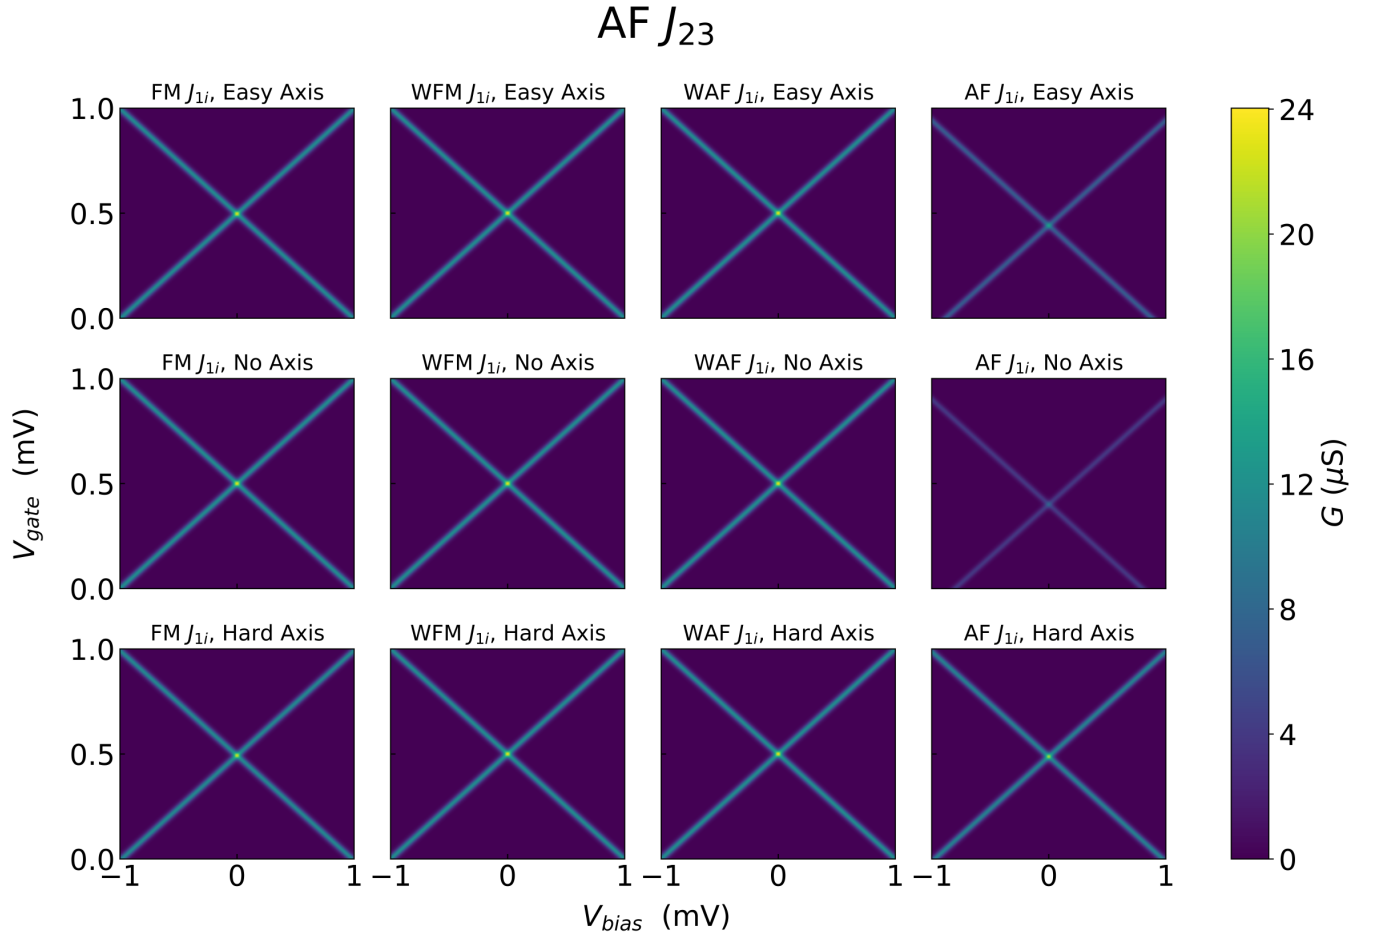 AF J₂₃
FM J₁ᵢ, Easy Axis
WFM J₁ᵢ, Easy Axis
WAF J₁ᵢ, Easy Axis
AF J₁ᵢ, Easy Axis
1.0
0.5
0.0
FM J₁ᵢ, No Axis
WFM J₁ᵢ, No Axis
WAF J₁ᵢ, No Axis
AF J₁ᵢ, No Axis
1.0
0.5
0.0
FM J₁ᵢ, Hard Axis
WFM J₁ᵢ, Hard Axis
WAF J₁ᵢ, Hard Axis
AF J₁ᵢ, Hard Axis
1.0
0.5
0.0
−1 0 1 −1 0 1 −1 0 1 −1 0 1
V_gate (mV)
V_bias (mV)
24
20
16
12
8
4
0
G (μS)